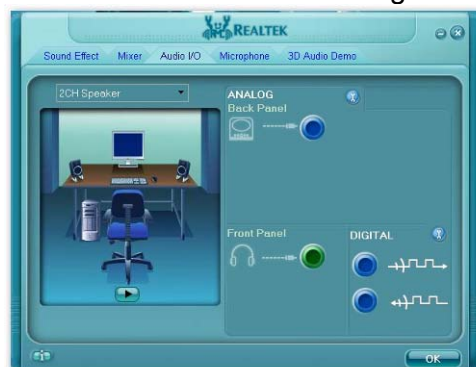 REALTEK
Sound Effect Mixer Audio I/O Microphone 3D Audio Demo
2CH Speaker
ANALOG
Back Panel
Front Panel
DIGITAL
OK